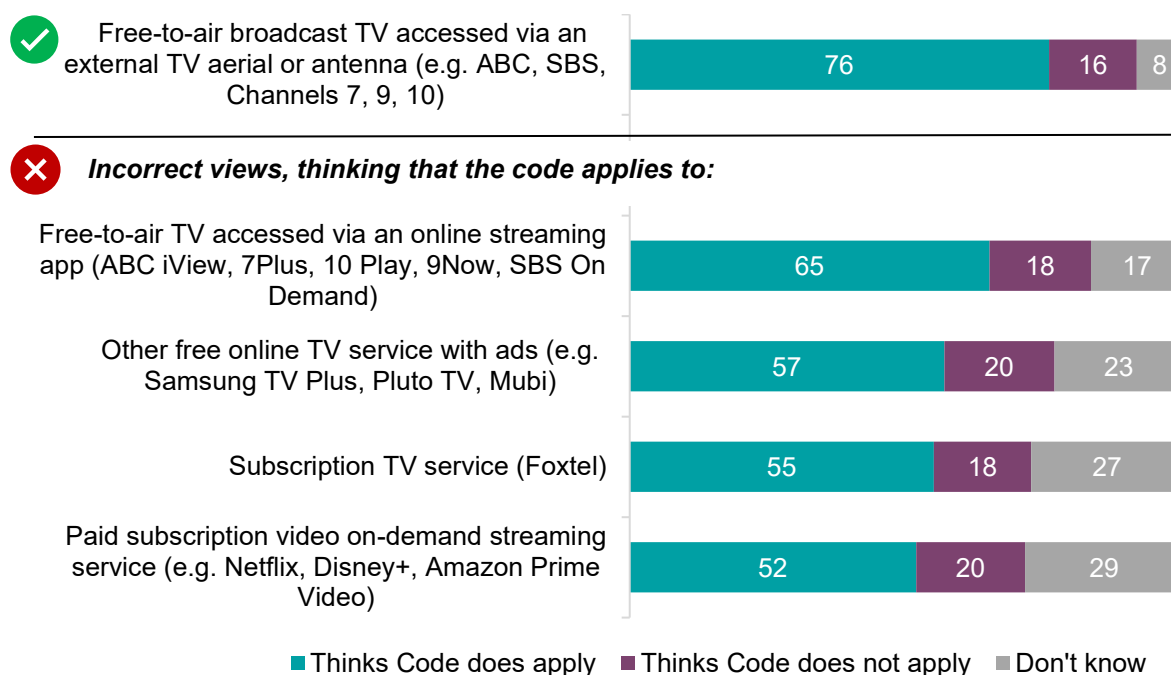 Free-to-air broadcast TV accessed via an
external TV aerial or antenna (e.g. ABC, SBS,
Channels 7, 9, 10)
76 16 8
Incorrect views, thinking that the code applies to:
Free-to-air TV accessed via an online streaming
app (ABC iView, 7Plus, 10 Play, 9Now, SBS On
Demand)
65 18 17
Other free online TV service with ads (e.g.
Samsung TV Plus, Pluto TV, Mubi)
57 20 23
Subscription TV service (Foxtel)
55 18 27
Paid subscription video on-demand streaming
service (e.g. Netflix, Disney+, Amazon Prime
Video)
52 20 29
Thinks Code does apply Thinks Code does not apply Don't know